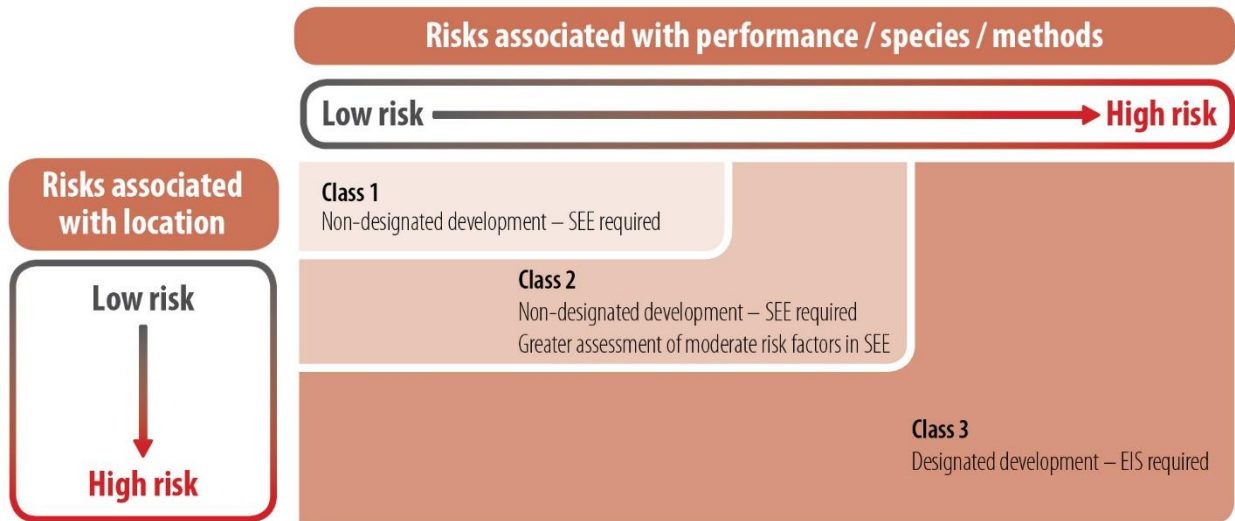 Risks associated with performance / species / methods
Low risk
High risk
Risks associated
with location
Low risk
High risk
Class 1
Non-designated development – SEE required
Class 2
Non-designated development – SEE required
Greater assessment of moderate risk factors in SEE
Class 3
Designated development – EIS required